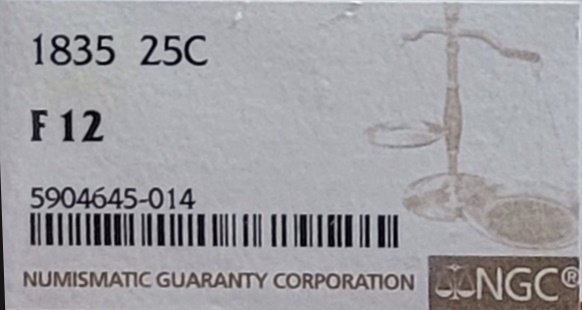 1835 25C
F 12
5904645-014
NUMISMATIC GUARANTY CORPORATION NGC®